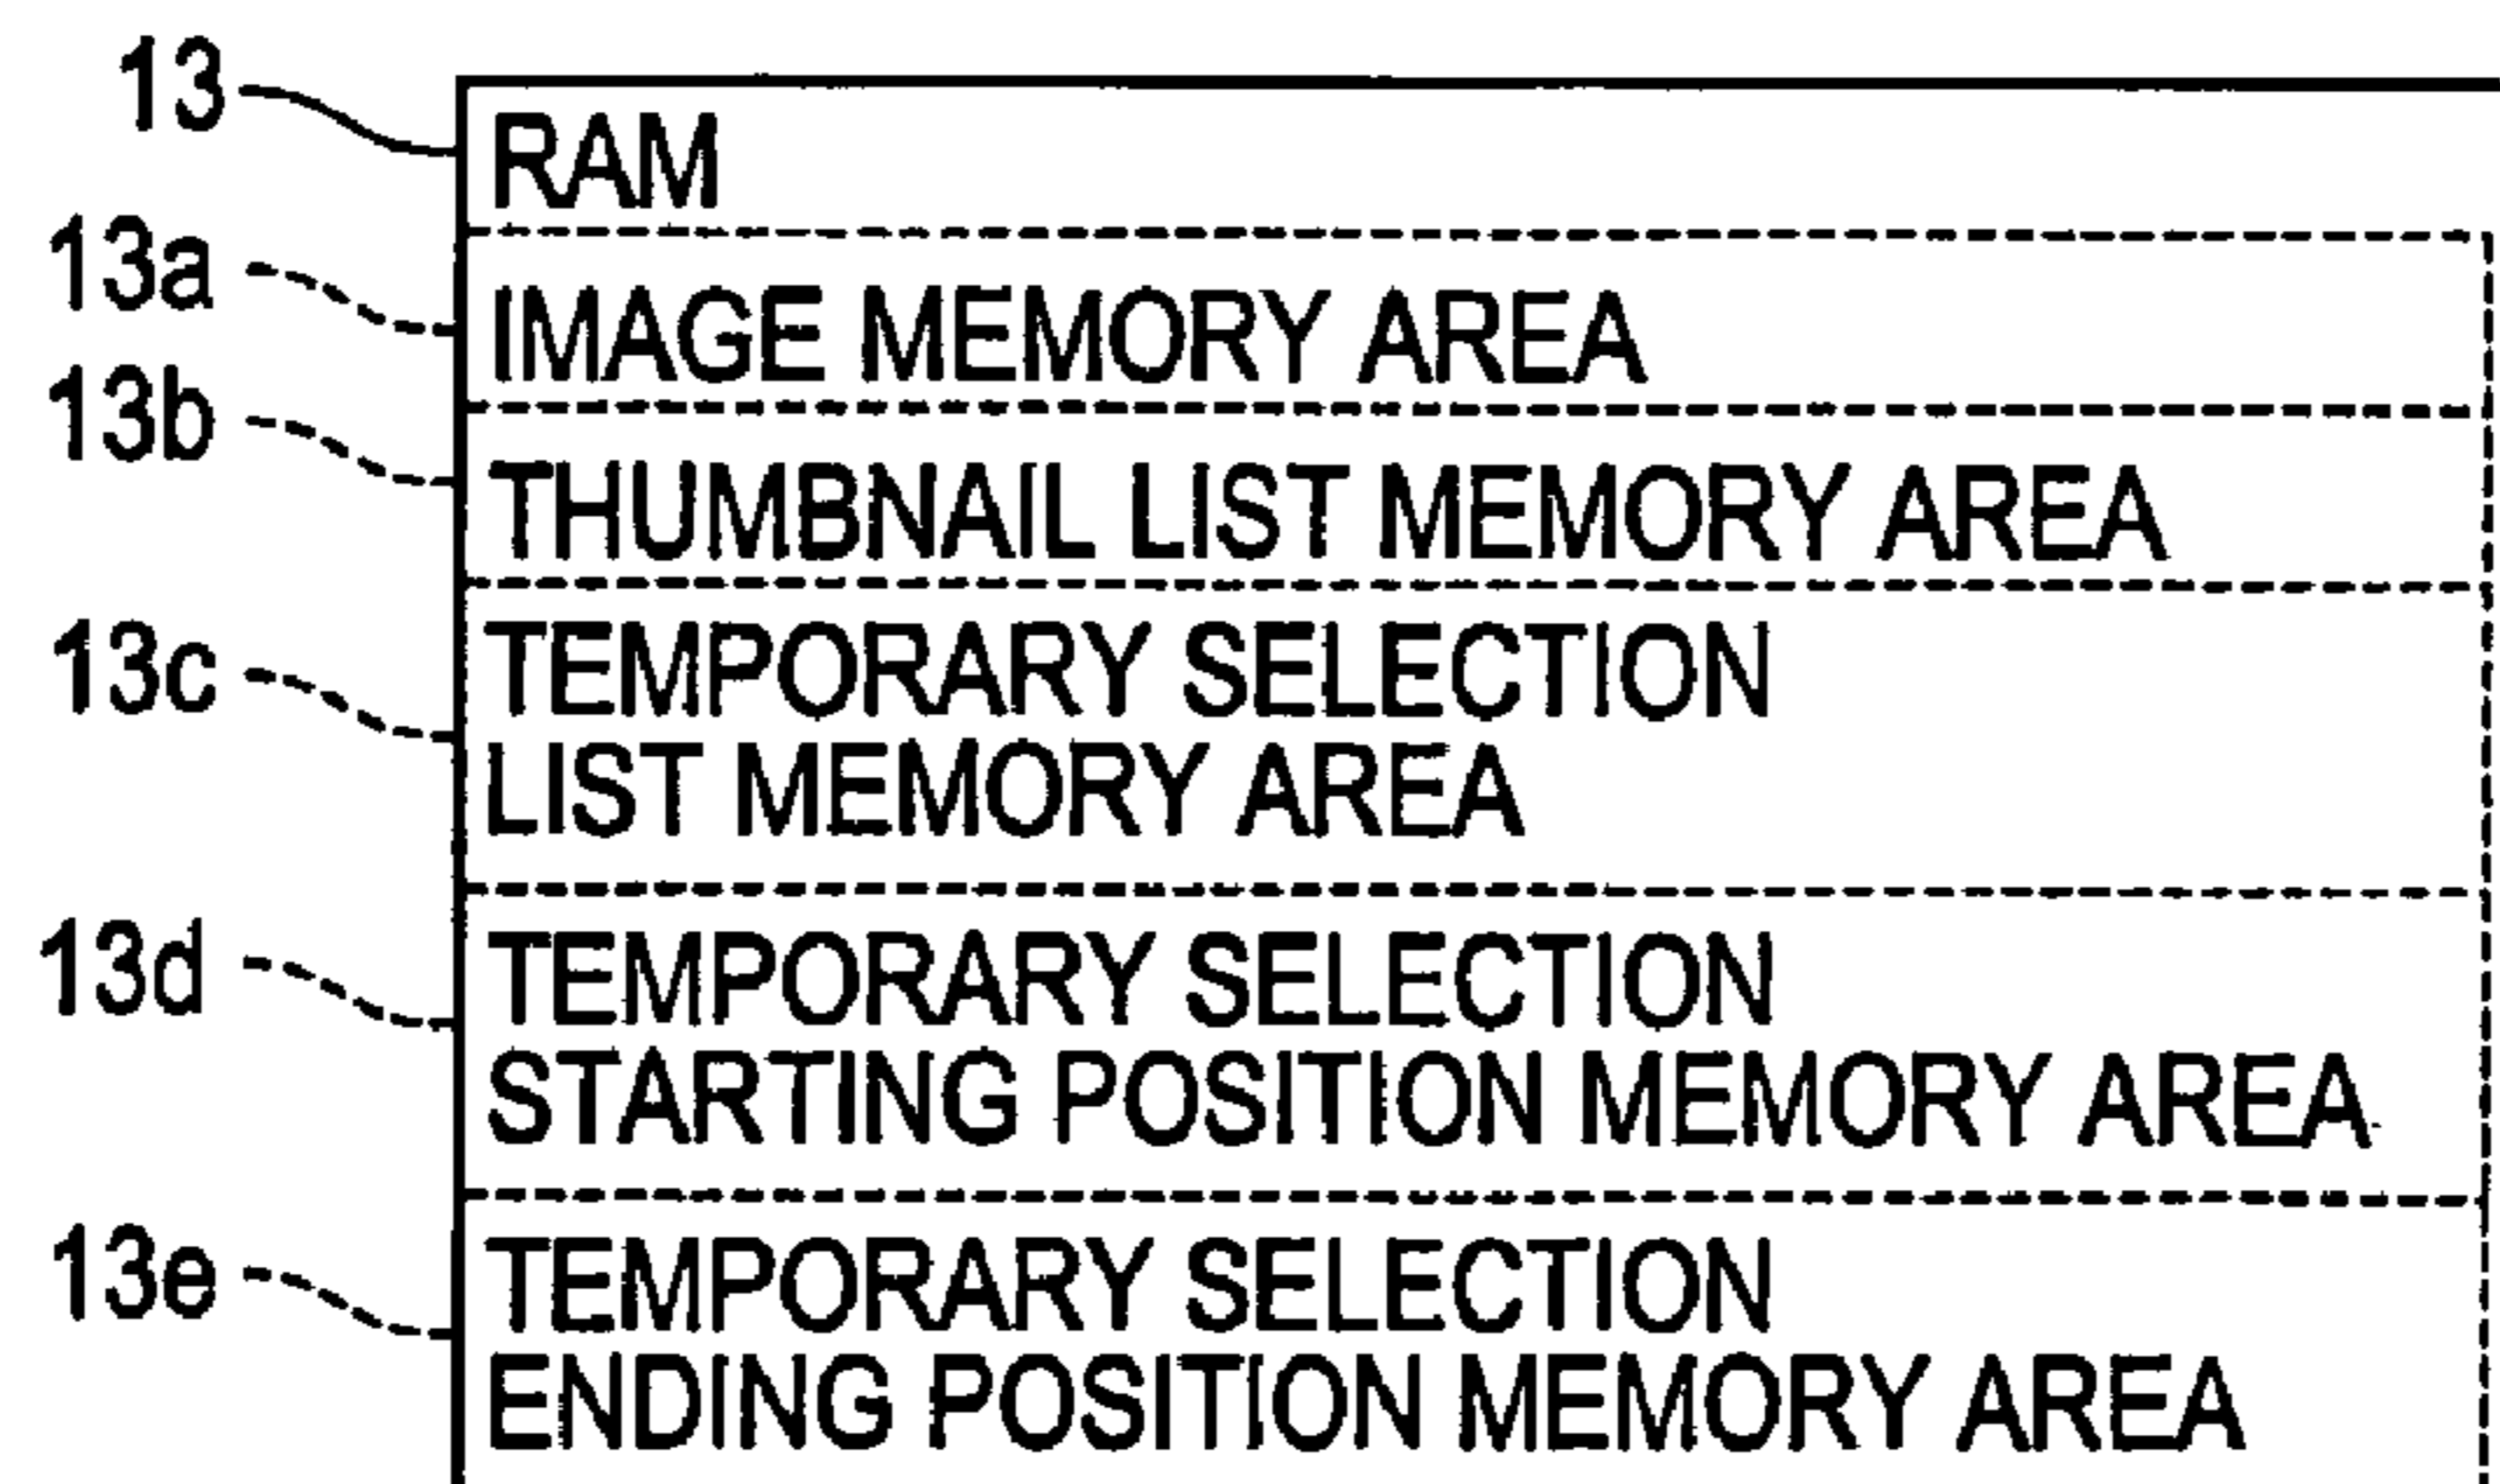 13
RAM
13a
IMAGE MEMORY AREA
13b
THUMBNAIL LIST MEMORY AREA
13c
TEMPORARY SELECTION
LIST MEMORY AREA
13d
TEMPORARY SELECTION
STARTING POSITION MEMORY AREA
13e
TEMPORARY SELECTION
ENDING POSITION MEMORY AREA